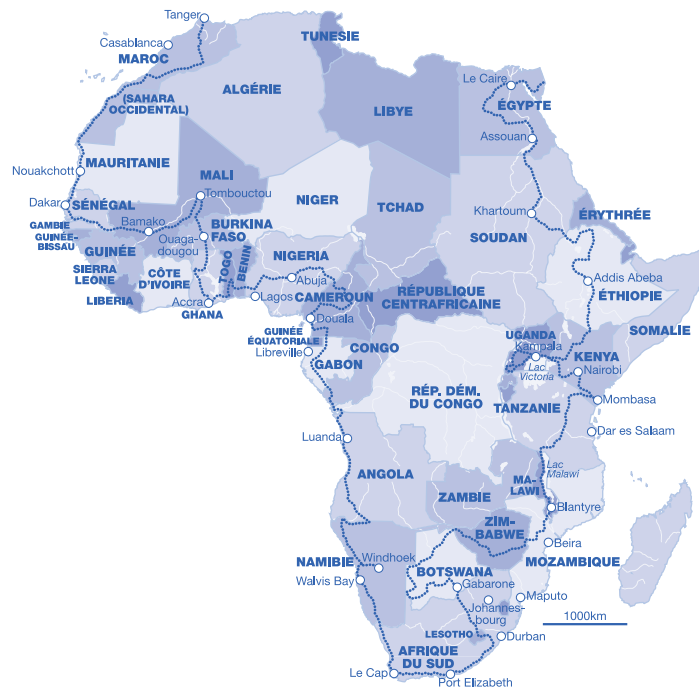 Tanger
Casablanca
MAROC
TUNESIE
ALGÉRIE
(SAHARA
OCCIDENTAL)
LIBYE
Le Caire
ÉGYPTE
Assouan
MAURITANIE
Nouakchott
MALI
Tombouctou
NIGER
TCHAD
Khartoum
SOUDAN
ÉRYTHRÉE
Dakar
SÉNÉGAL
GAMBIE
GUINÉE-
BISSAU
Bamako
BURKINA
FASO
Ouaga-
dougou
GUINÉE
SIERRA
LEONE
LIBERIA
CÔTE
D'IVOIRE
TOGO
BENIN
Accra
GHANA
NIGERIA
Abuja
Lagos
CAMEROUN
Douala
RÉPUBLIQUE
CENTRAFRICAINE
Addis Abeba
ÉTHIOPIE
SOMALIE
GUINÉE
ÉQUATORIALE
Libreville
GABON
CONGO
UGANDA
Kampala
Lac
Victoria
KENYA
Nairobi
RÉP. DÉM.
DU CONGO
TANZANIE
Mombasa
Dar es Salaam
Luanda
ANGOLA
ZAMBIE
MA-
LAWI
Lac
Malawi
Blantyre
ZIM-
BABWE
Beira
MOZAMBIQUE
NAMIBIE
Windhoek
Walvis Bay
BOTSWANA
Gabarone
Johannes-
bourg
Maputo
1000km
LESOTHO
Durban
AFRIQUE
DU SUD
Le Cap
Port Elizabeth